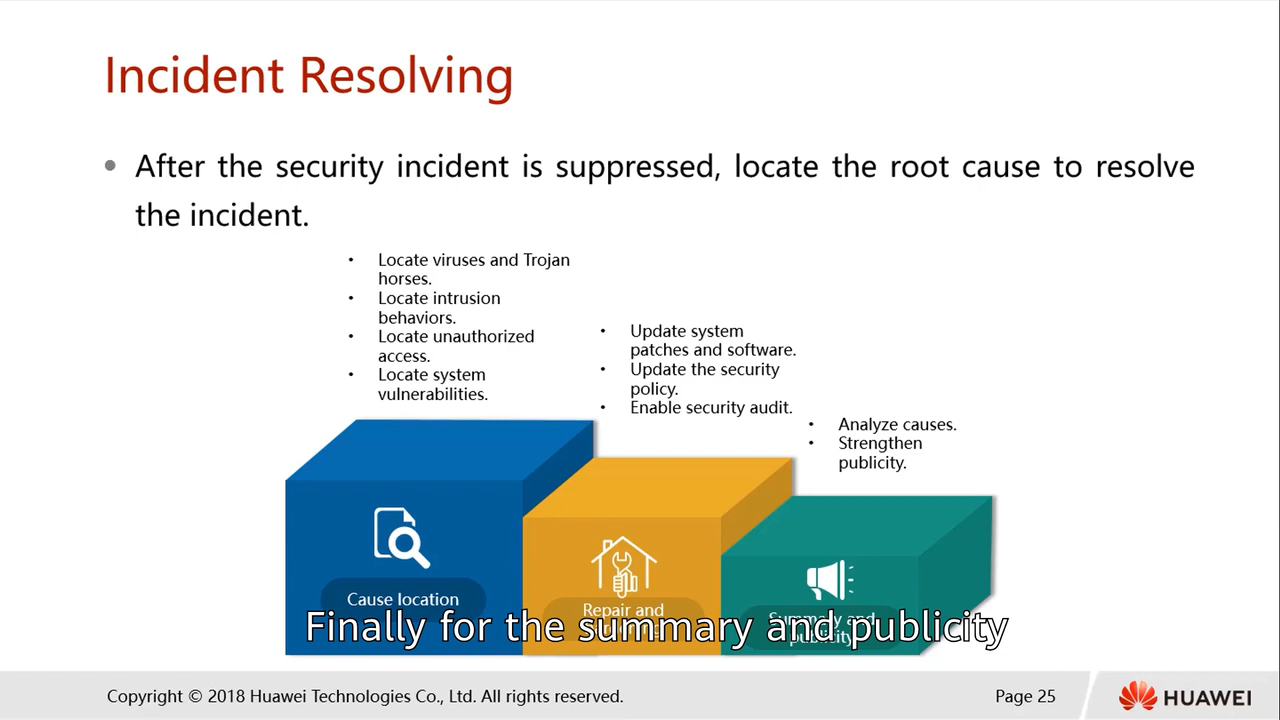 Incident Resolving
• After the security incident is suppressed, locate the root cause to resolve
the incident.
• Locate viruses and Trojan
horses.
• Locate intrusion
behaviors.
• Locate unauthorized
access.
• Locate system
vulnerabilities.
• Update system
patches and software.
• Update the security
policy.
• Enable security audit.
• Analyze causes.
• Strengthen
publicity.
Cause location
Repair and
Summary and
publicity
Finally for the summary and publicity
Copyright © 2018 Huawei Technologies Co., Ltd. All rights reserved.
Page 25
HUAWEI